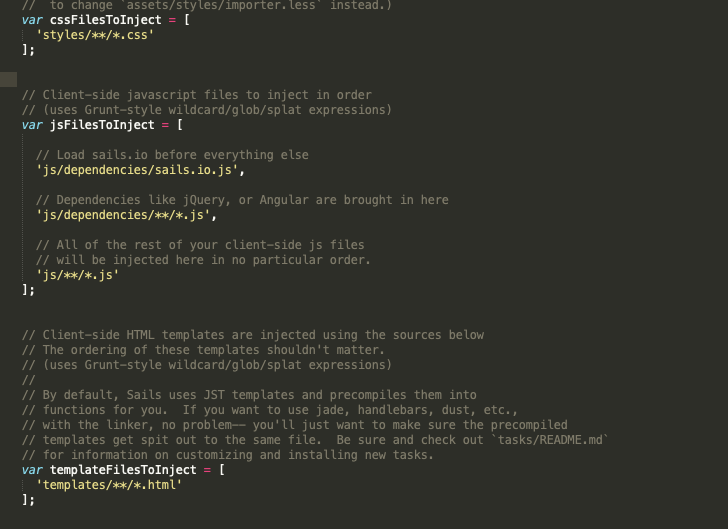 //  to change `assets/styles/importer.less` instead.)
var cssFilesToInject = [
  'styles/**/*.css'
];
// Client-side javascript files to inject in order
// (uses Grunt-style wildcard/glob/splat expressions)
var jsFilesToInject = [
  // Load sails.io before everything else
  'js/dependencies/sails.io.js',
  // Dependencies like jQuery, or Angular are brought in here
  'js/dependencies/**/*.js',
  // All of the rest of your client-side js files
  // will be injected here in no particular order.
  'js/**/*.js'
];
// Client-side HTML templates are injected using the sources below
// The ordering of these templates shouldn't matter.
// (uses Grunt-style wildcard/glob/splat expressions)
//
// By default, Sails uses JST templates and precompiles them into
// functions for you.  If you want to use jade, handlebars, dust, etc.,
// with the linker, no problem-- you'll just want to make sure the precompiled
// templates get spit out to the same file.  Be sure and check out `tasks/README.md`
// for information on customizing and installing new tasks.
var templateFilesToInject = [
  'templates/**/*.html'
];